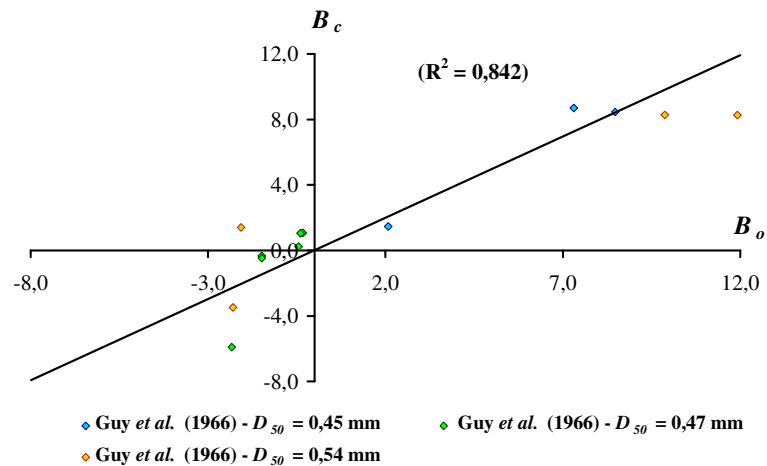 B c
12,0
(R² = 0,842)
8,0
4,0
0,0
B o
-8,0 -3,0 2,0 7,0 12,0
-4,0
-8,0
Guy et al. (1966) - D 50 = 0,45 mm
Guy et al. (1966) - D 50 = 0,47 mm
Guy et al. (1966) - D 50 = 0,54 mm